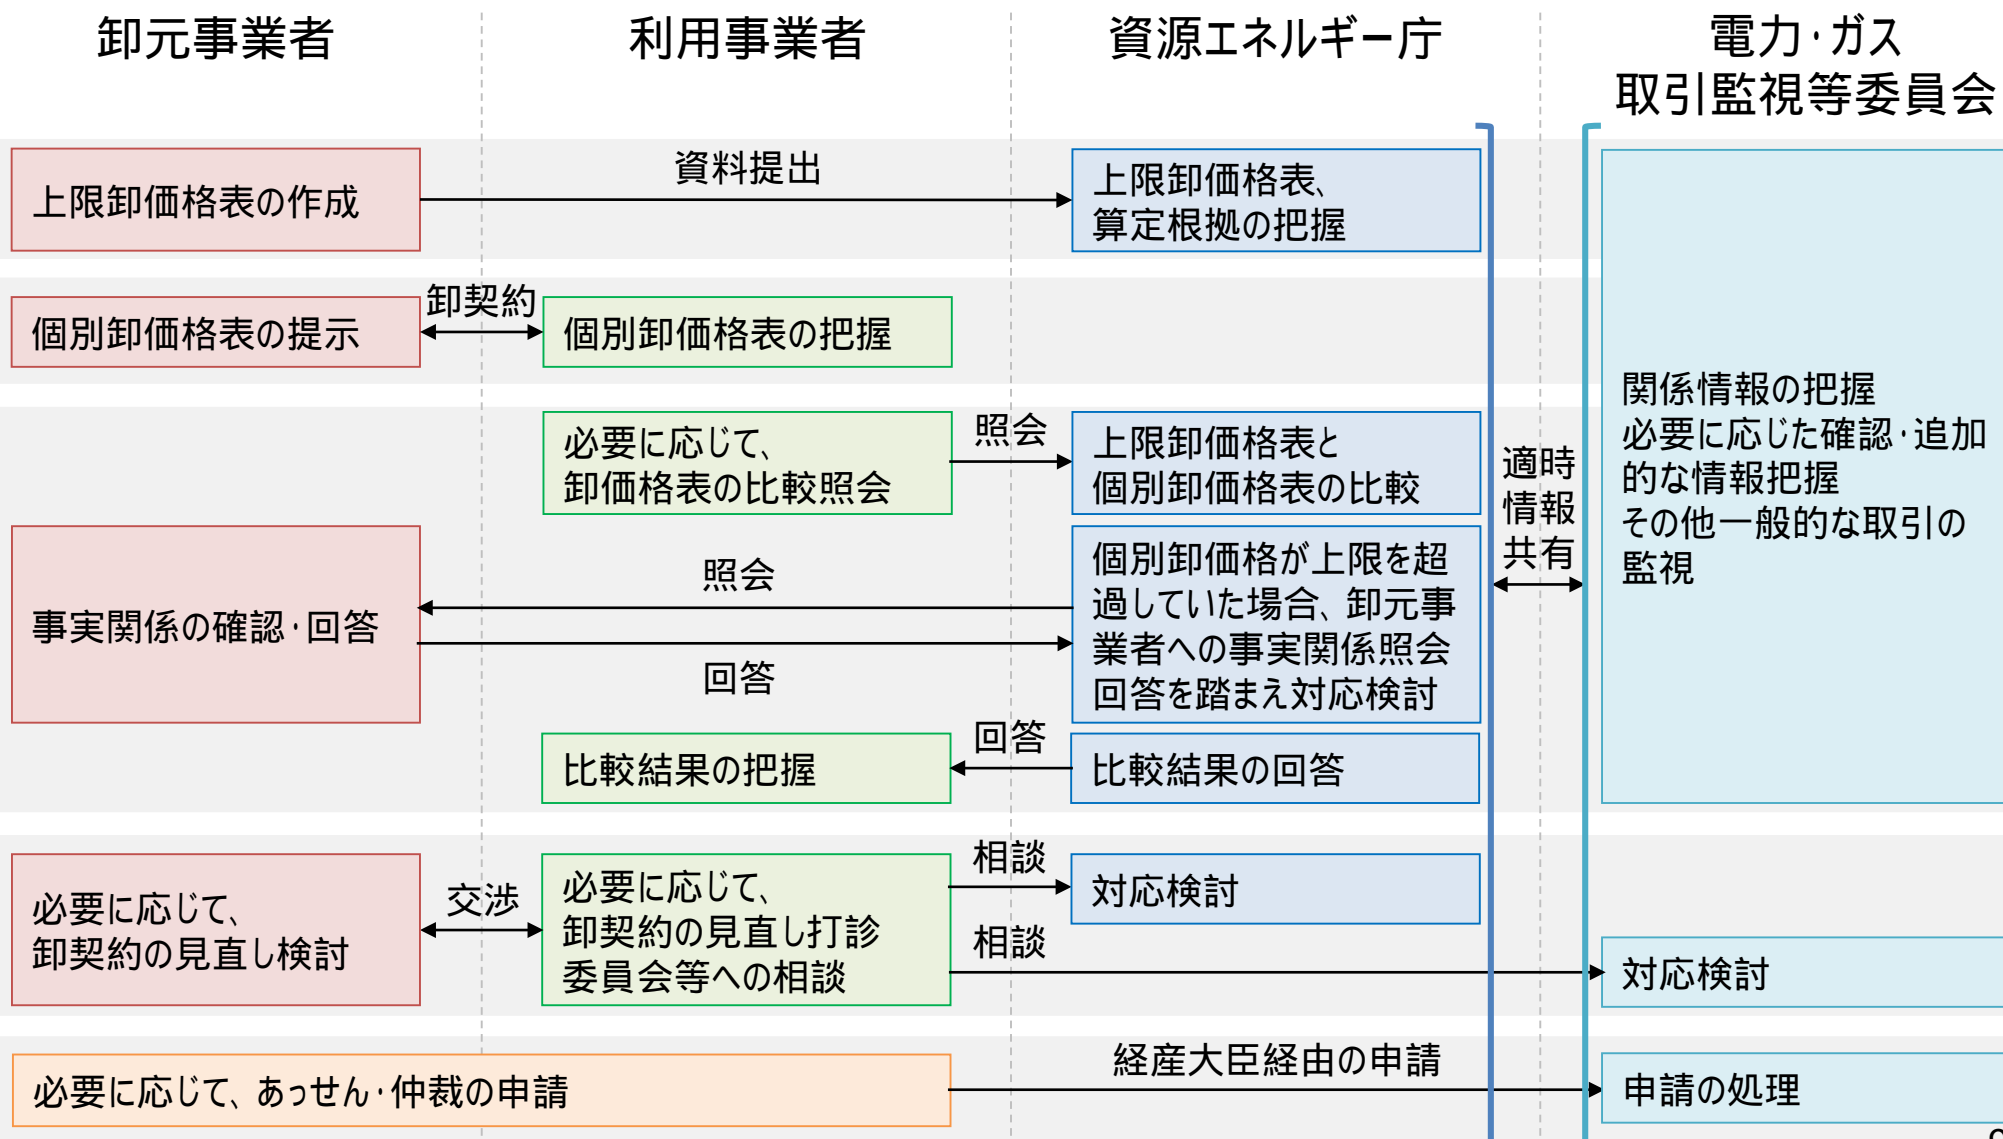 卸元事業者
利用事業者
資源エネルギー庁
電力・ガス
取引監視等委員会
上限卸価格表の作成
資料提出
上限卸価格表、
算定根拠の把握
個別卸価格表の提示
卸契約
個別卸価格表の把握
必要に応じて、
卸価格表の比較照会
照会
上限卸価格表と
個別卸価格表の比較
適時
情報
共有
関係情報の把握
必要に応じた確認・追加
的な情報把握
その他一般的な取引の
監視
事実関係の確認・回答
照会
回答
個別卸価格が上限を超
過していた場合、卸元事
業者への事実関係照会
回答を踏まえ対応検討
比較結果の把握
回答
比較結果の回答
必要に応じて、
卸契約の見直し検討
交渉
必要に応じて、
卸契約の見直し打診
委員会等への相談
相談
対応検討
相談
対応検討
必要に応じて、あっせん・仲裁の申請
経産大臣経由の申請
申請の処理